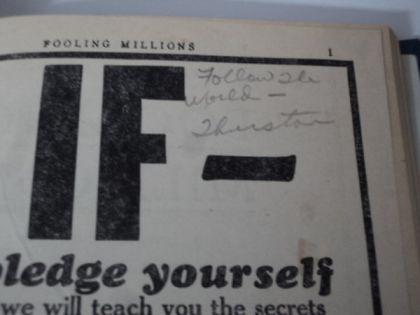 FOOLING MILLIONS 1
IF—
Follow the
World —
Thurston
pledge yourself
we will teach you the secrets